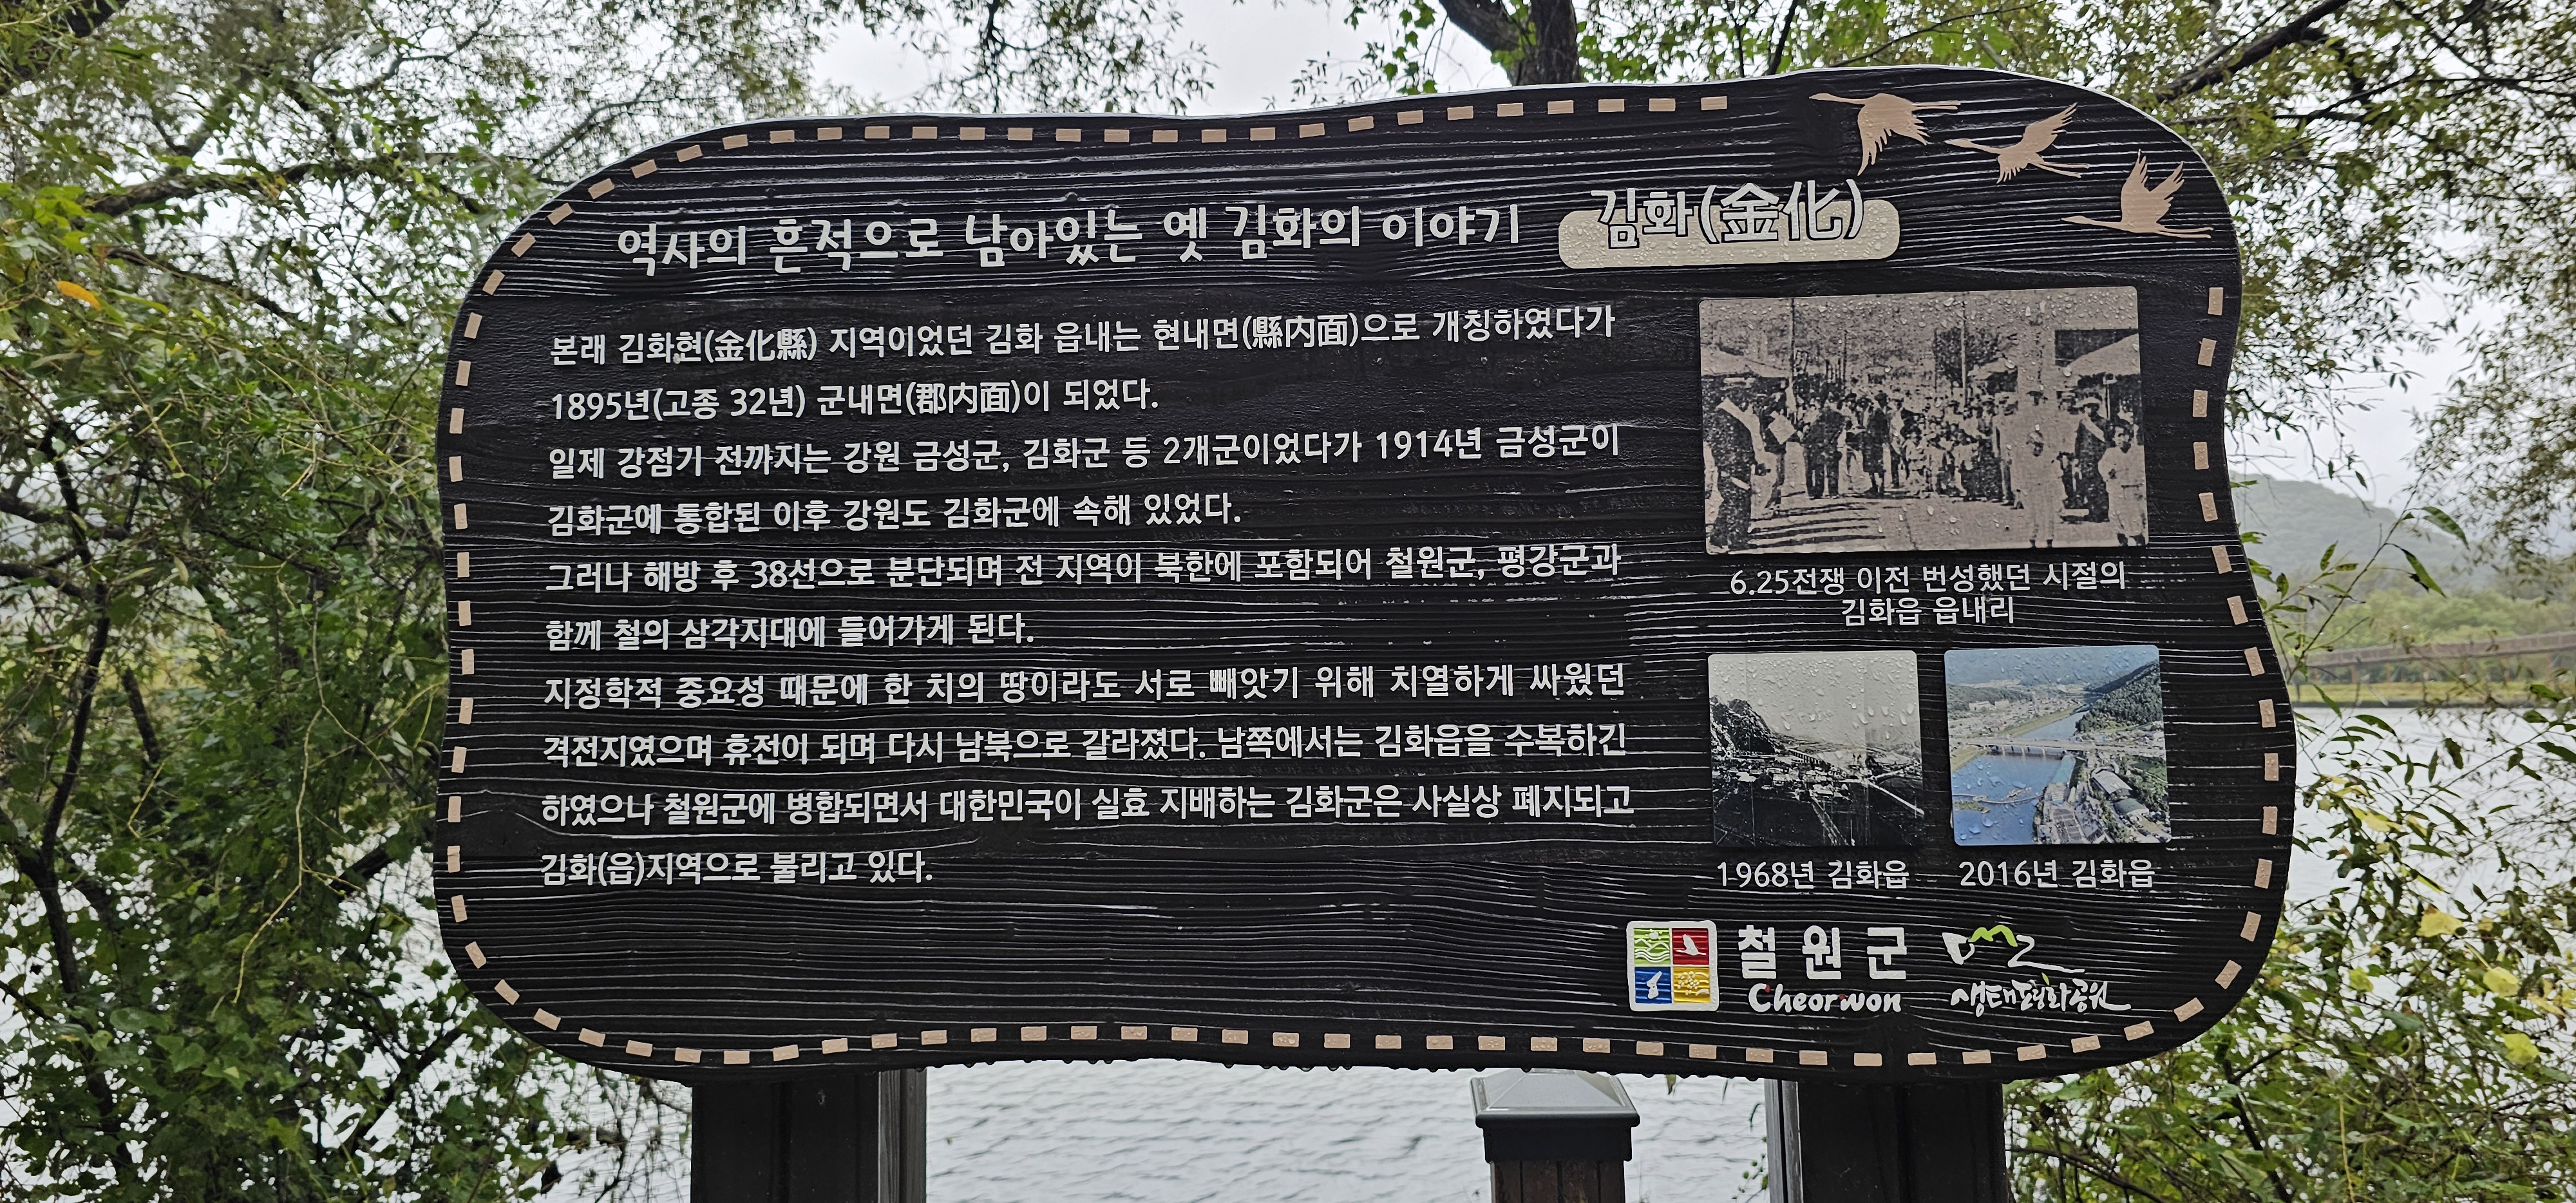 역사의 흔적으로 남아있는 옛 김화의 이야기 김화(金化)
본래 김화현(金化縣) 지역이었던 김화 읍내는 현내면(縣內面)으로 개칭하였다가
1895년(고종 32년) 군내면(郡內面)이 되었다.
일제 강점기 전까지는 강원 금성군, 김화군 등 2개군이었다가 1914년 금성군이
김화군에 통합된 이후 강원도 김화군에 속해 있었다.
그러나 해방 후 38선으로 분단되며 전 지역이 북한에 포함되어 철원군, 평강군과
함께 철의 삼각지대에 들어가게 된다.
지정학적 중요성 때문에 한 치의 땅이라도 서로 빼앗기 위해 치열하게 싸웠던
격전지였으며 휴전이 되며 다시 남북으로 갈라졌다. 남쪽에서는 김화읍을 수복하긴
하였으나 철원군에 병합되면서 대한민국이 실효 지배하는 김화군은 사실상 폐지되고
김화(읍)지역으로 불리고 있다.
6.25전쟁 이전 번성했던 시절의
김화읍 읍내리
1968년 김화읍
2016년 김화읍
철원군
Cheorwon
DMZ
생태평화공원